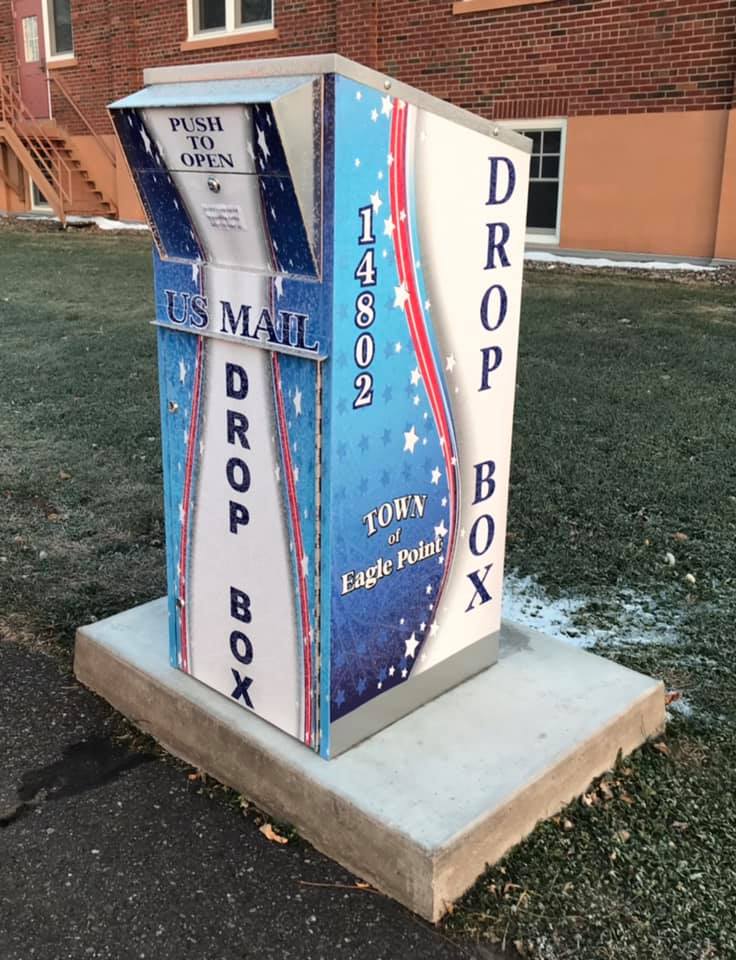 PUSH
TO
OPEN
US MAIL
DROP BOX
14802
TOWN
of
Eagle Point
DROP BOX